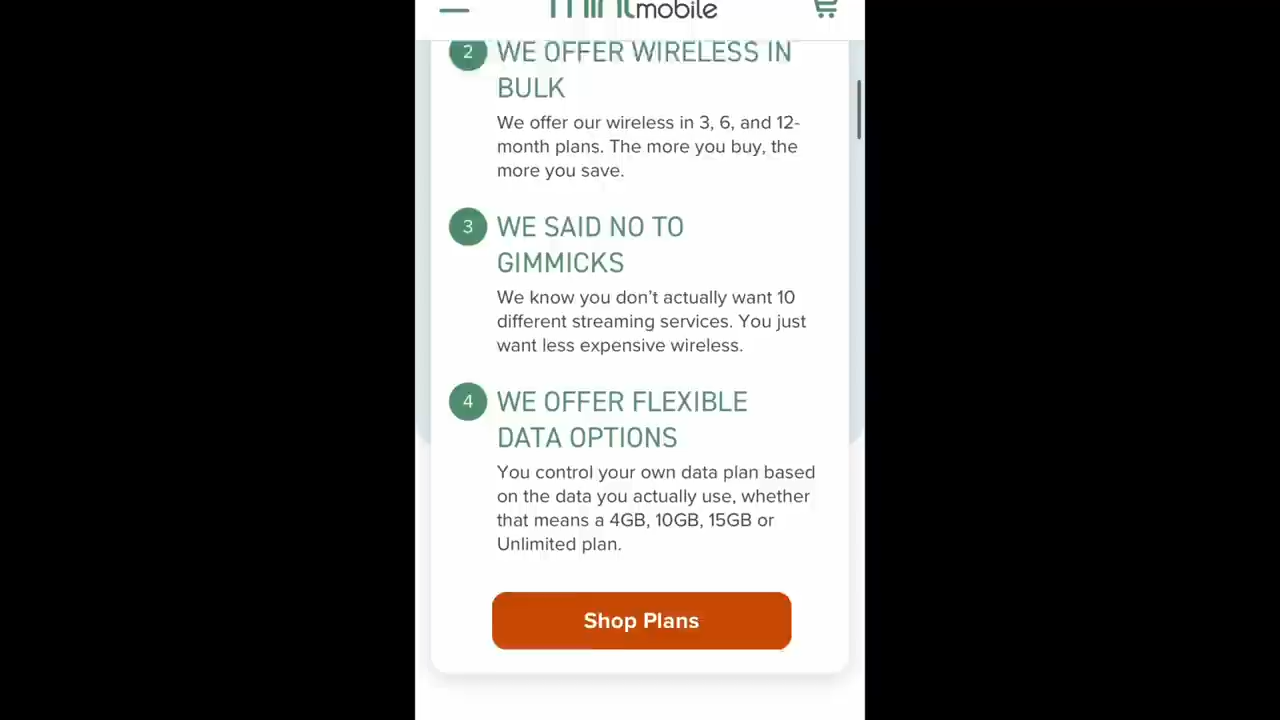 mint mobile
2 WE OFFER WIRELESS IN
BULK
We offer our wireless in 3, 6, and 12-
month plans. The more you buy, the
more you save.
3 WE SAID NO TO
GIMMICKS
We know you don’t actually want 10
different streaming services. You just
want less expensive wireless.
4 WE OFFER FLEXIBLE
DATA OPTIONS
You control your own data plan based
on the data you actually use, whether
that means a 4GB, 10GB, 15GB or
Unlimited plan.
Shop Plans